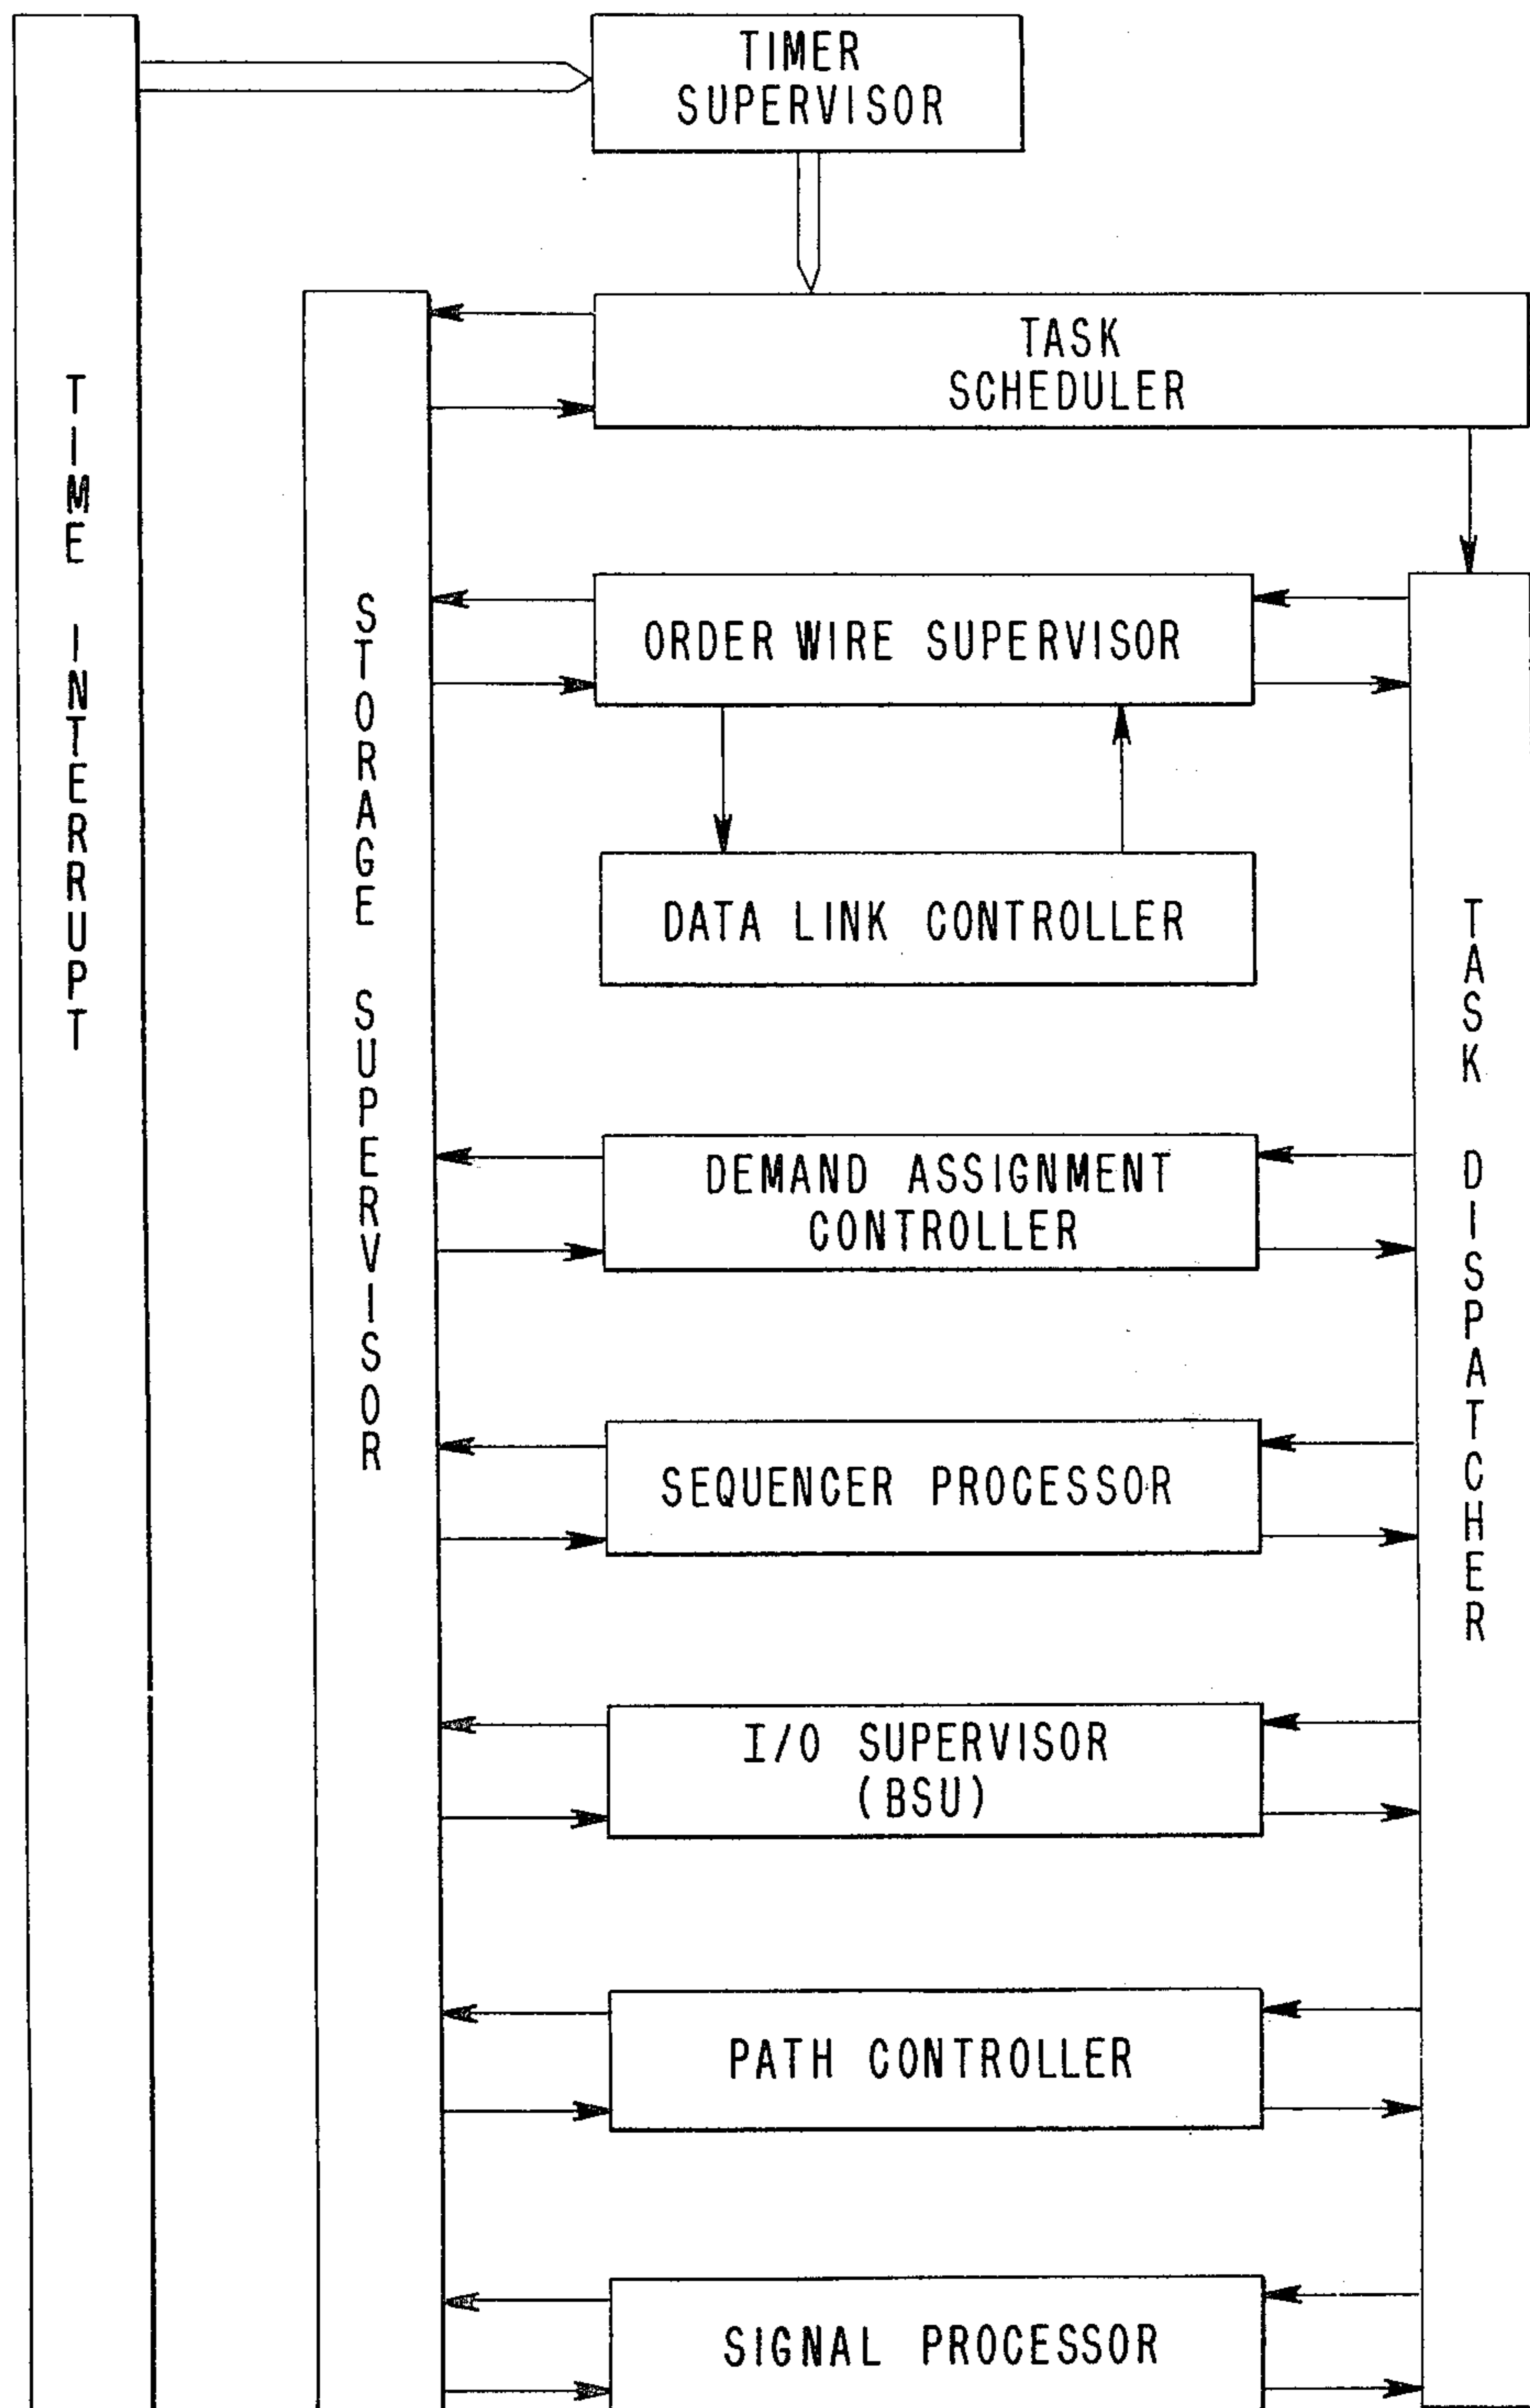 TIMER
SUPERVISOR
TASK
SCHEDULER
TIME INTERRUPT
STORAGE SUPERVISOR
ORDER WIRE SUPERVISOR
DATA LINK CONTROLLER
TASK DISPATCHER
DEMAND ASSIGNMENT
CONTROLLER
SEQUENCER PROCESSOR
I/O SUPERVISOR
(BSU)
PATH CONTROLLER
SIGNAL PROCESSOR